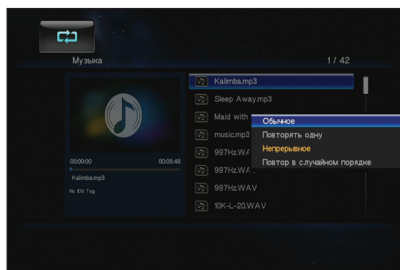 Музыка
1 / 42
Kalimba.mp3
Sleep Away.mp3
Maid with
music.mp3
997Hz.WAV
997Hz.WA
997Hz.WAV
10K-L-20.WAV
Обычное
Повторять одну
Непрерывное
Повтор в случайном порядке
00:00:00
00:05:48
Kalimba.mp3
No ID3 Tag